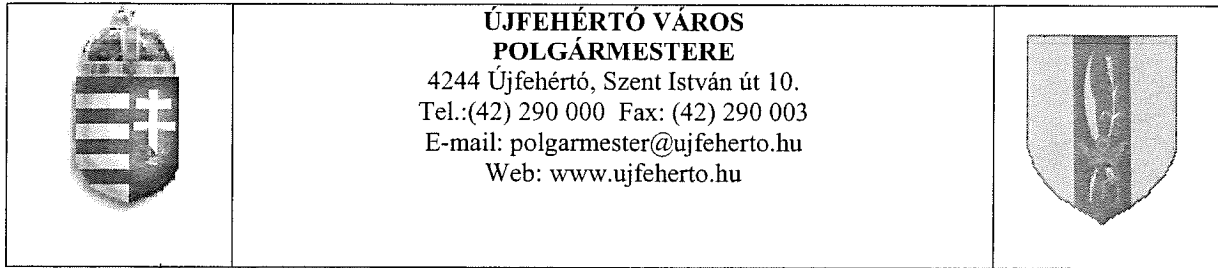 ÚJFEHÉRTÓ VÁROS
POLGÁRMESTERE
4244 Újfehértó, Szent István út 10.
Tel.:(42) 290 000 Fax: (42) 290 003
E-mail: polgarmester@ujfeherto.hu
Web: www.ujfeherto.hu